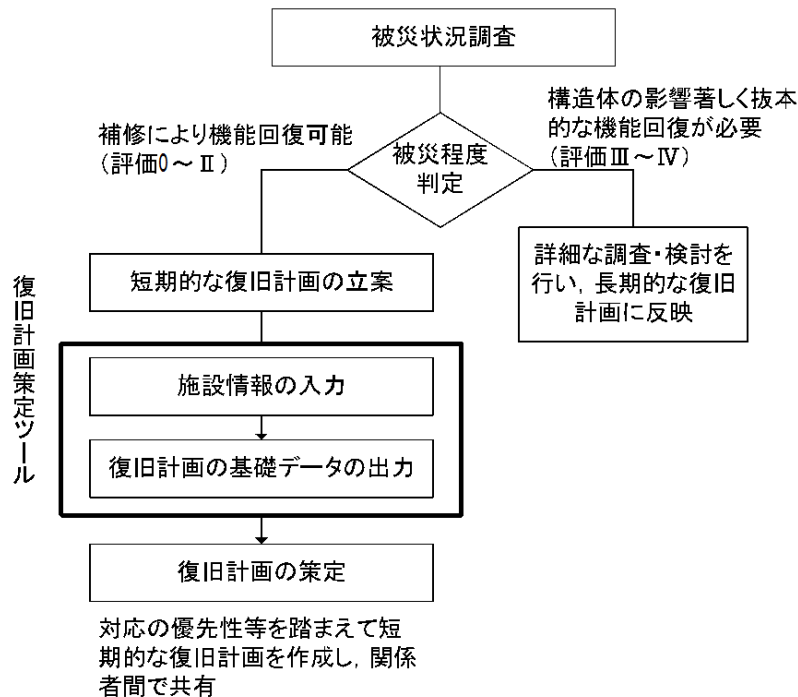 被災状況調査
補修により機能回復可能
（評価0～Ⅱ）
被災程度
判定
構造体の影響著しく抜本
的な機能回復が必要
（評価Ⅲ～Ⅳ）
短期的な復旧計画の立案
詳細な調査・検討を
行い，長期的な復旧
計画に反映
復旧計画策定ツール
施設情報の入力
復旧計画の基礎データの出力
復旧計画の策定
対応の優先性等を踏まえて短
期的な復旧計画を作成し，関係
者間で共有